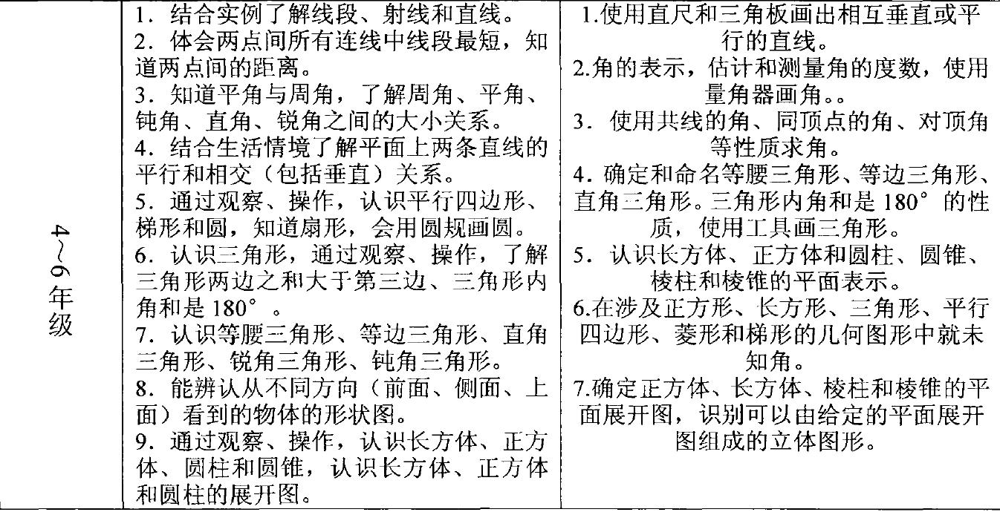 4~6年级
1．结合实例了解线段、射线和直线。
2．体会两点间所有连线中线段最短，知
道两点间的距离。
3．知道平角与周角，了解周角、平角、
钝角、直角、锐角之间的大小关系。
4．结合生活情境了解平面上两条直线的
平行和相交（包括垂直）关系。
5．通过观察、操作，认识平行四边形、
梯形和圆，知道扇形，会用圆规画圆。
6．认识三角形，通过观察、操作，了解
三角形两边之和大于第三边、三角形内
角和是180°。
7．认识等腰三角形、等边三角形、直角
三角形、锐角三角形、钝角三角形。
8．能辨认从不同方向（前面、侧面、上
面）看到的物体的形状图。
9．通过观察、操作，认识长方体、正方
体、圆柱和圆锥，认识长方体、正方体
和圆柱的展开图。
1.使用直尺和三角板画出相互垂直或平
行的直线。
2.角的表示，估计和测量角的度数，使用
量角器画角。。
3．使用共线的角、同顶点的角、对顶角
等性质求角。
4．确定和命名等腰三角形、等边三角形、
直角三角形。三角形内角和是180°的性
质，使用工具画三角形。
5．认识长方体、正方体和圆柱、圆锥、
棱柱和棱锥的平面表示。
6.在涉及正方形、长方形、三角形、平行
四边形、菱形和梯形的几何图形中就未
知角。
7.确定正方体、长方体、棱柱和棱锥的平
面展开图，识别可以由给定的平面展开
图组成的立体图形。